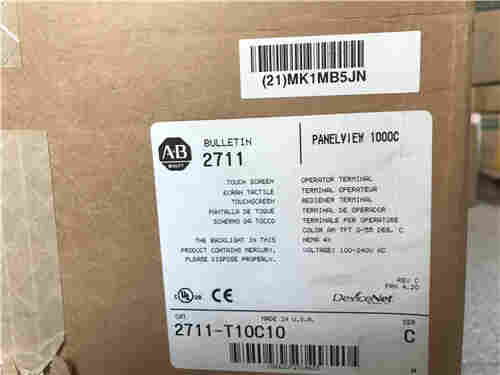 (21)MK1MB5JN
A-B
BULLETIN
2711
PANELVIEW 1000C
TOUCH SCREEN
ECRAN TACTILE
TOUCHSCREEN
PANTALLA DE TOQUE
SCHERMO DA TOCCO
OPERATOR TERMINAL
TERMINAL OPERATEUR
BEDIENER TERMINAL
TERMINAL DE OPERADOR
TERMINALE PER OPERATORE
COLOR AM TFT 0-55 DEG. C
NEMA 4X
VOLTAGE: 100-240V AC
THE BACKLIGHT IN THIS
PRODUCT CONTAINS MERCURY.
PLEASE DISPOSE PROPERLY.
REV C
FRN 4.20
UL
CE
DeviceNet
CAT
MADE IN U.S.A.
SER
2711-T10C10
C